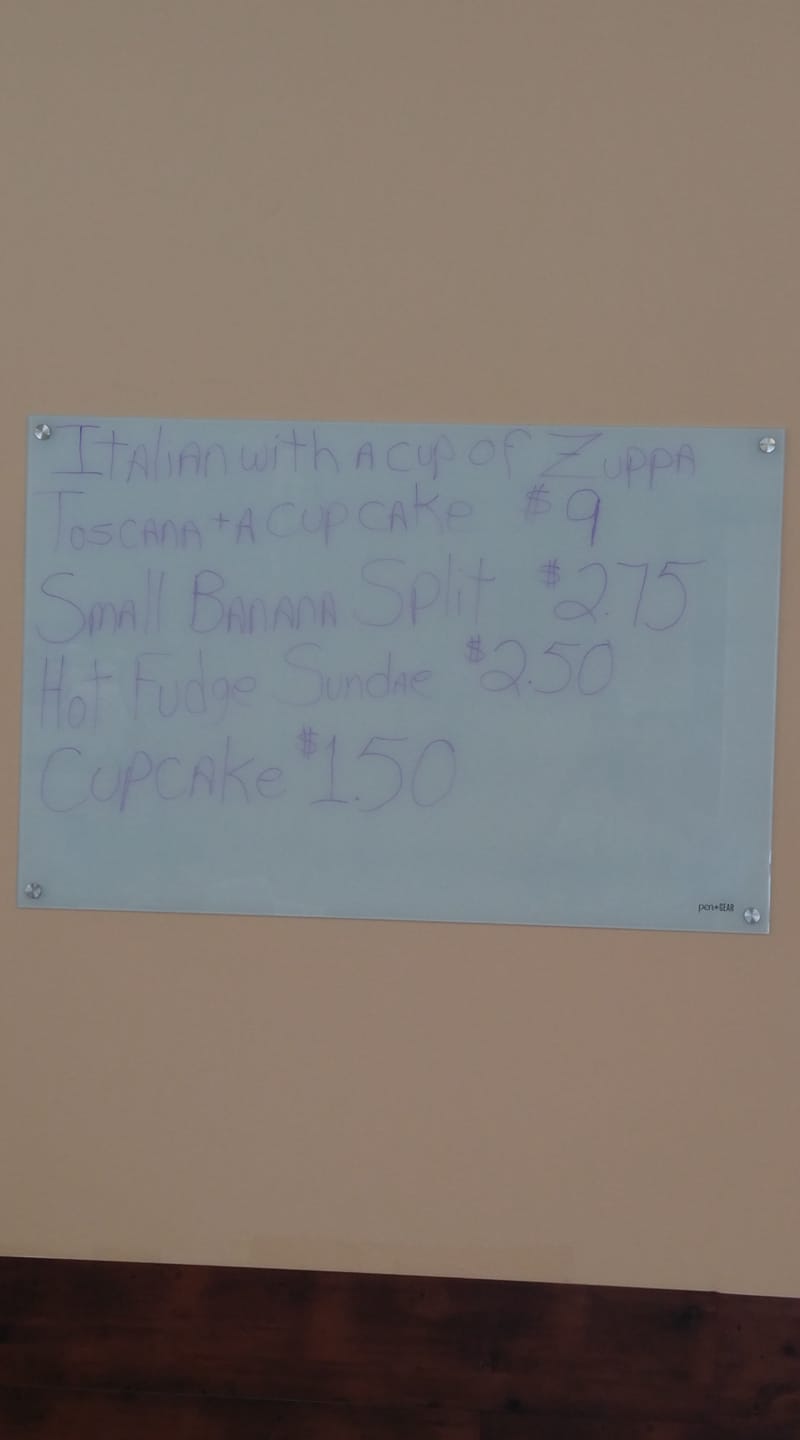 Italian with A cup of Zuppa
Toscana + A cupcake $9
Small Banana Split $2.75
Hot Fudge Sundae $2.50
Cupcake $1.50
pen+GEAR